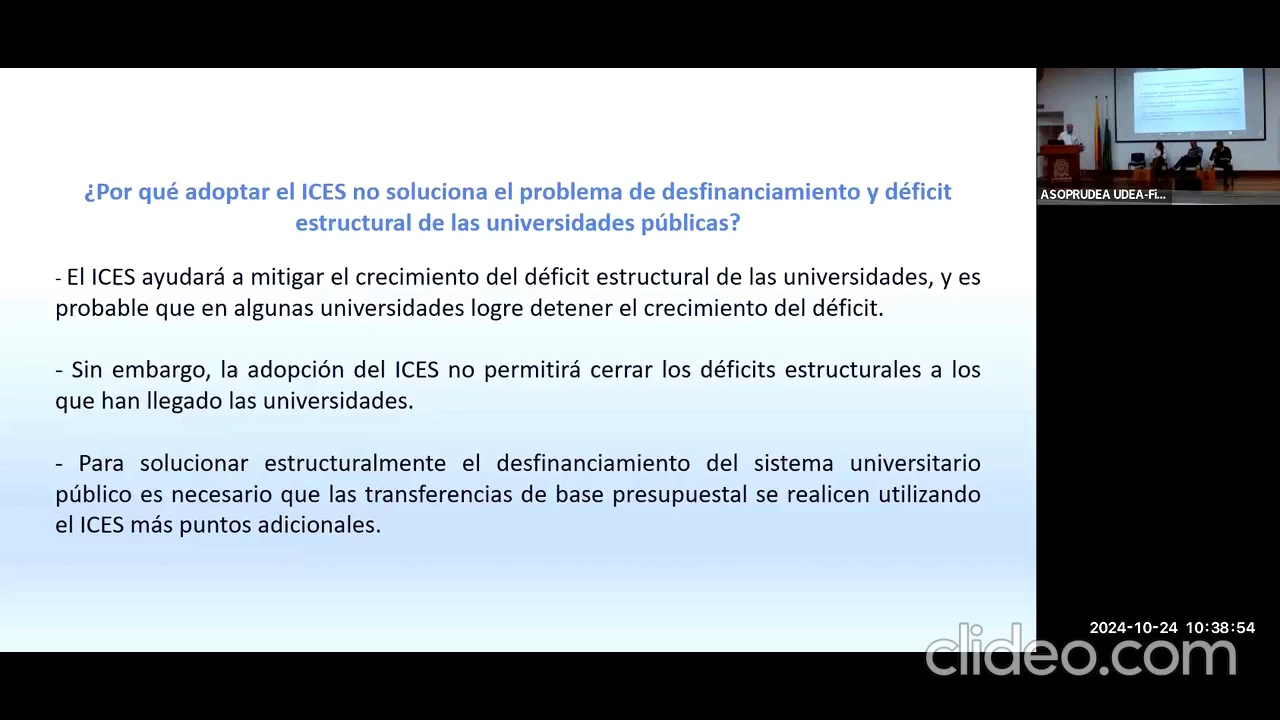 ¿Por qué adoptar el ICES no soluciona el problema de desfinanciamiento y déficit
estructural de las universidades públicas?
- El ICES ayudará a mitigar el crecimiento del déficit estructural de las universidades, y es
probable que en algunas universidades logre detener el crecimiento del déficit.
- Sin embargo, la adopción del ICES no permitirá cerrar los déficits estructurales a los
que han llegado las universidades.
- Para solucionar estructuralmente el desfinanciamiento del sistema universitario
público es necesario que las transferencias de base presupuestal se realicen utilizando
el ICES más puntos adicionales.
ASOPRUDEA UDEA-Fi...
2024-10-24 10:38:54
clideo.com